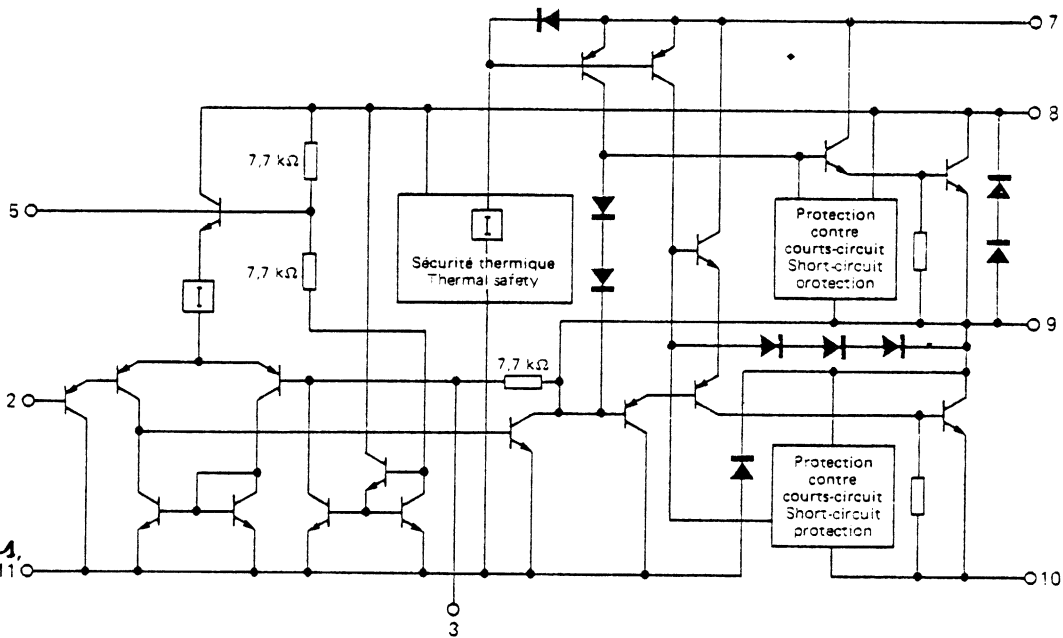 7
8
7,7 kΩ
5
I
7,7 kΩ
I
Sécurité thermique
Thermal safety
Protection
contre
courts-circuit
Short-circuit
protection
9
7,7 kΩ
2
Protection
contre
courts-circuit
Short-circuit
protection
11
10
3